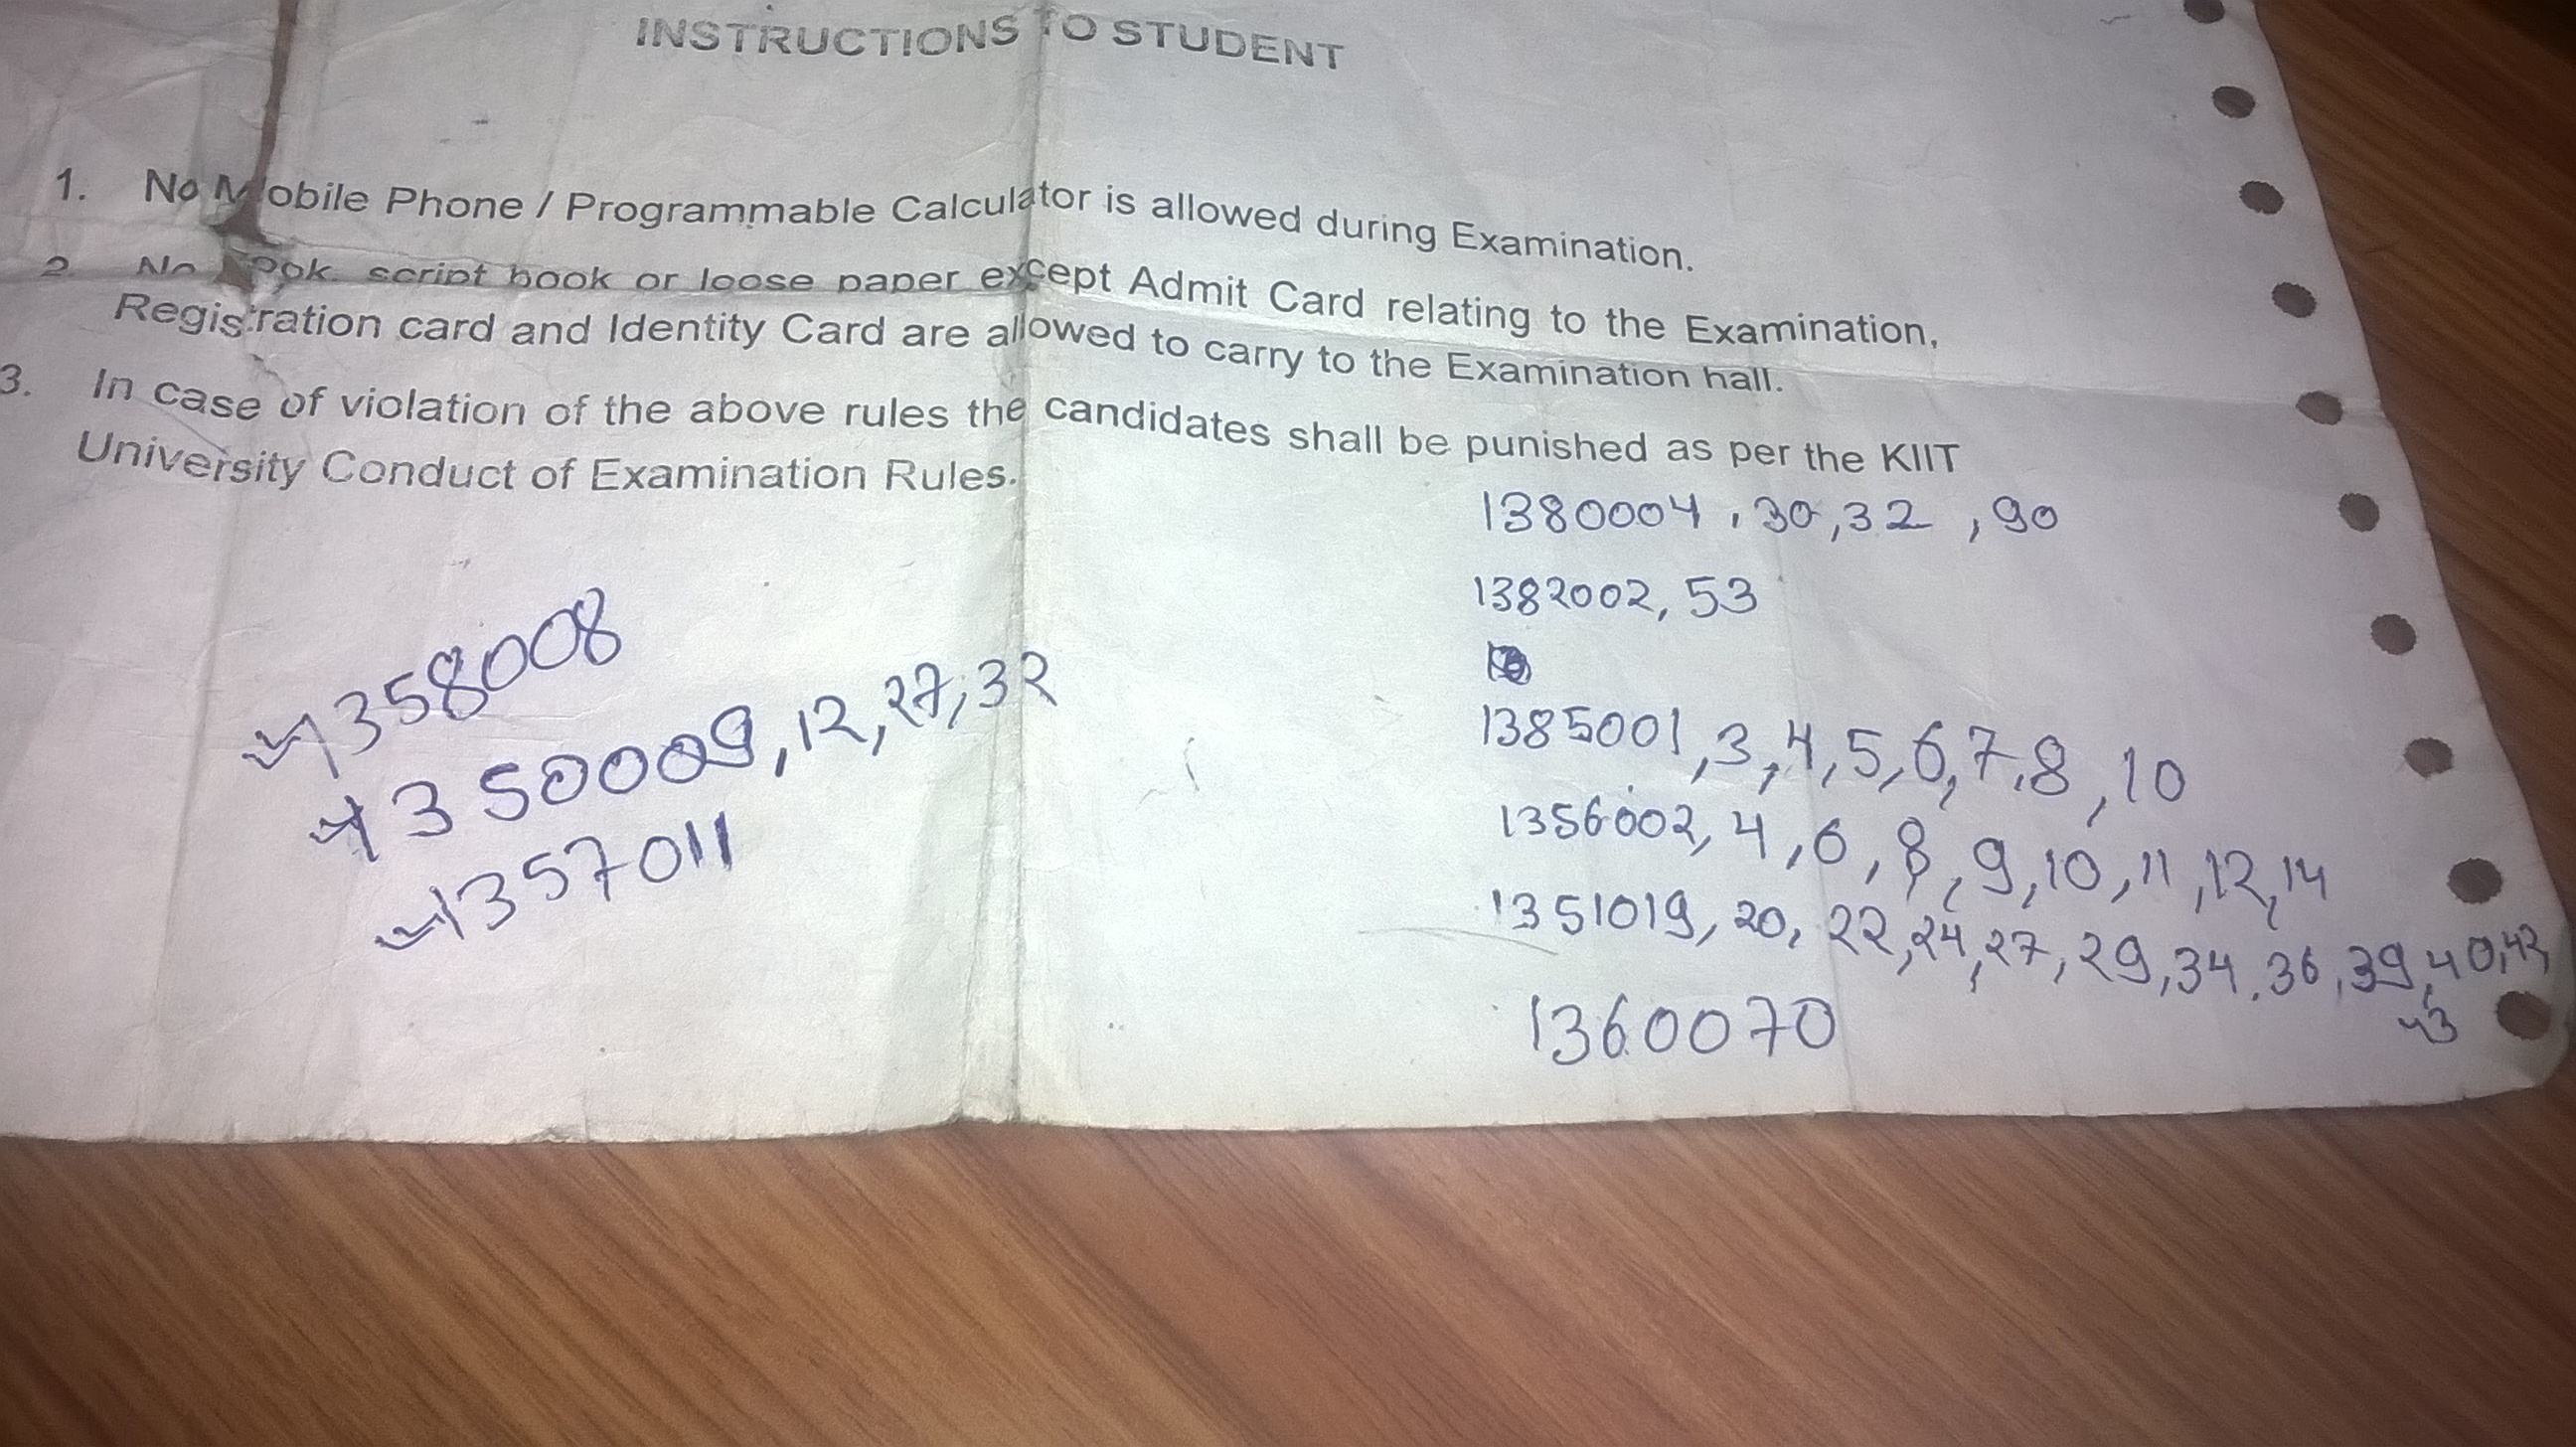 INSTRUCTIONS TO STUDENT
1. No Mobile Phone / Programmable Calculator is allowed during Examination.
2. No Book, script book or loose paper except Admit Card relating to the Examination,
Registration card and Identity Card are allowed to carry to the Examination hall.
3. In case of violation of the above rules the candidates shall be punished as per the KIIT
University Conduct of Examination Rules.
1380004, 30, 32, 90
1382002, 53
1385001, 3, 4, 5, 6, 7, 8, 10
1356002, 4, 6, 8, 9, 10, 11, 12, 14
1351019, 20, 22, 24, 27, 29, 34, 36, 39, 40, 42,
43
1360070
1358008
1350009, 12, 27, 32
1357011